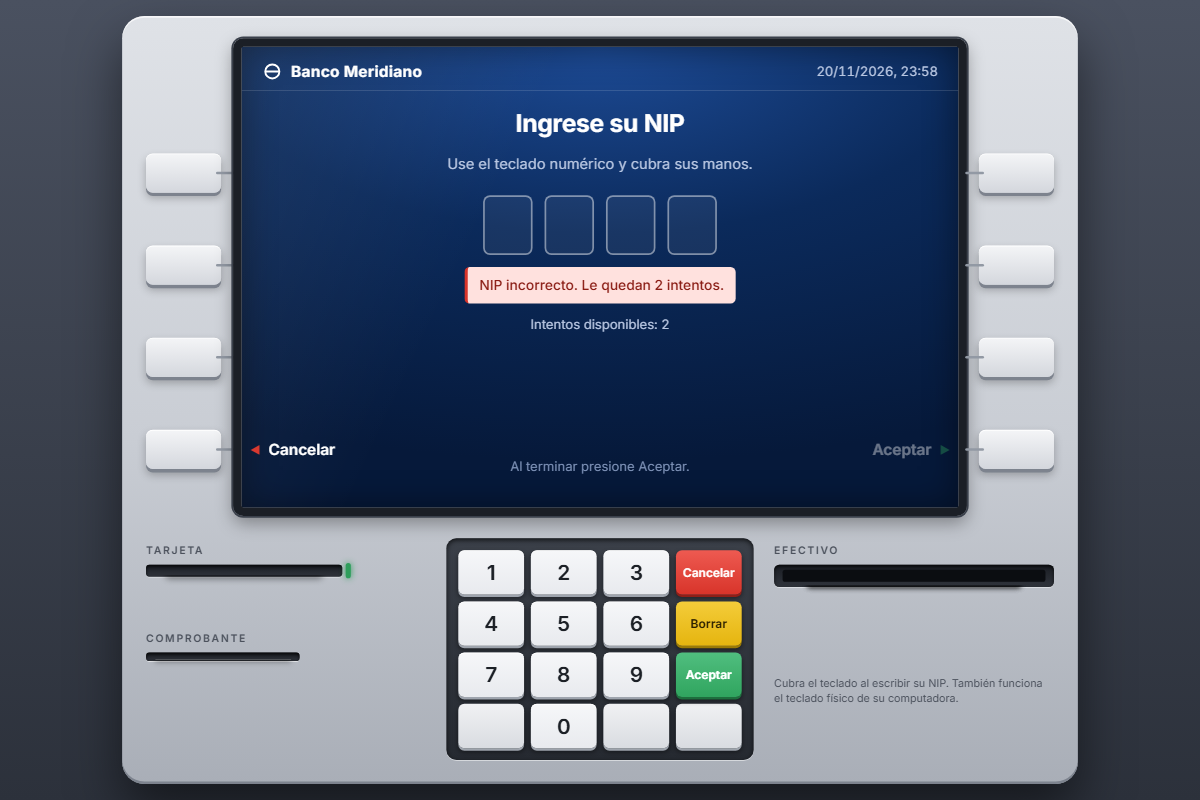 Banco Meridiano
20/11/2026, 23:58
Ingrese su NIP
Use el teclado numérico y cubra sus manos.
NIP incorrecto. Le quedan 2 intentos.
Intentos disponibles: 2
Cancelar
Aceptar
Al terminar presione Aceptar.
TARJETA
COMPROBANTE
1 2 3 Cancelar
4 5 6 Borrar
7 8 9 Aceptar
0
EFECTIVO
Cubra el teclado al escribir su NIP. También funciona
el teclado físico de su computadora.